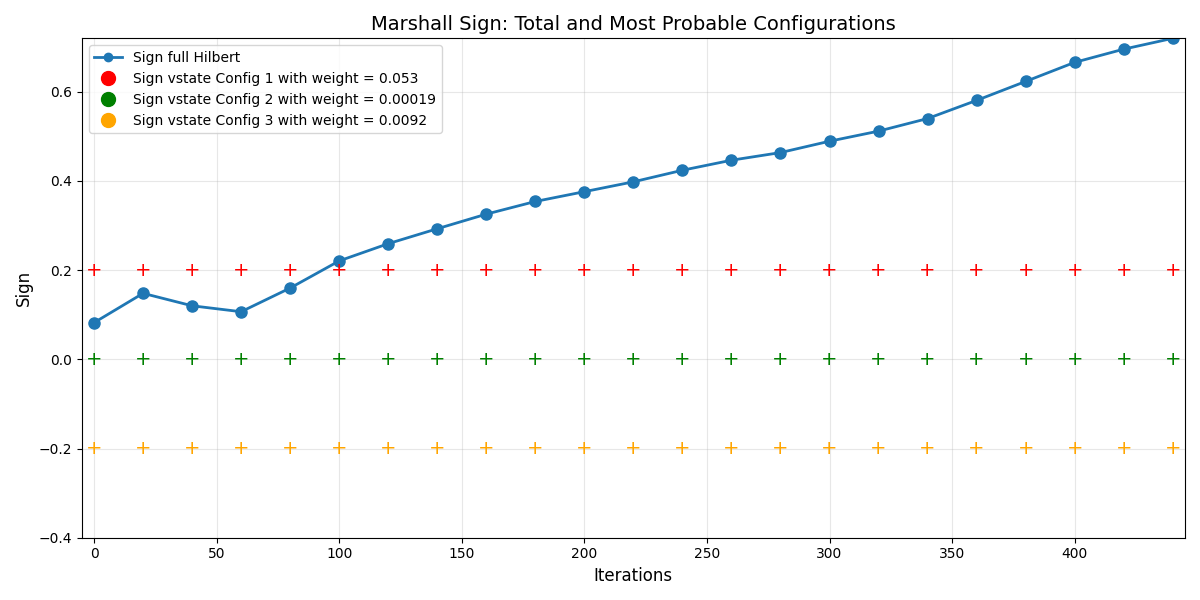 Marshall Sign: Total and Most Probable Configurations
Sign full Hilbert
Sign vstate Config 1 with weight = 0.053
Sign vstate Config 2 with weight = 0.00019
Sign vstate Config 3 with weight = 0.0092
Sign
0.6
0.4
0.2
0.0
−0.2
−0.4
0 50 100 150 200 250 300 350 400
Iterations